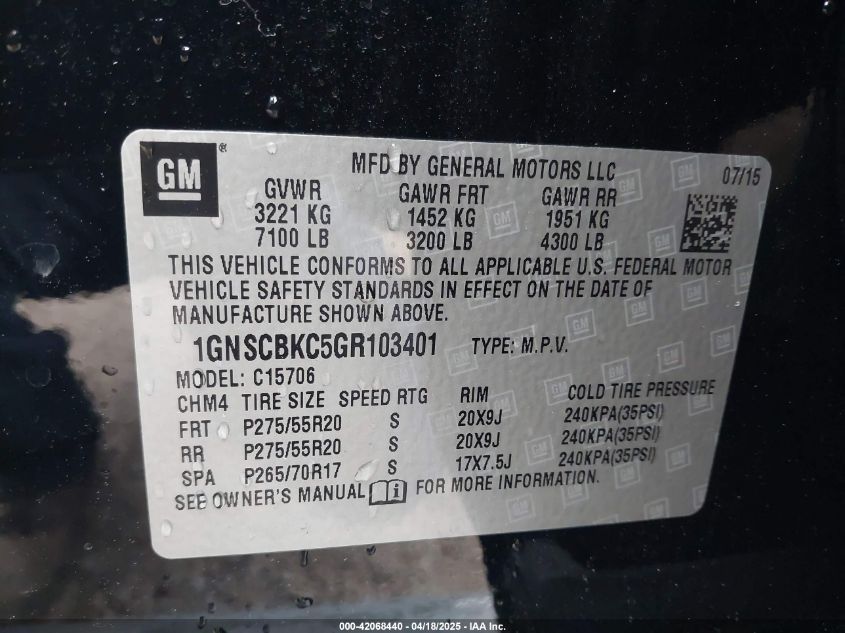 GM ®
MFD BY GENERAL MOTORS LLC
07/15
GVWR GAWR FRT GAWR RR
3221 KG 1452 KG 1951 KG
7100 LB 3200 LB 4300 LB
THIS VEHICLE CONFORMS TO ALL APPLICABLE U.S. FEDERAL MOTOR
VEHICLE SAFETY STANDARDS IN EFFECT ON THE DATE OF
MANUFACTURE SHOWN ABOVE.
1GNSCBKC5GR103401 TYPE: M.P.V.
MODEL: C15706
CHM4 TIRE SIZE SPEED RTG RIM COLD TIRE PRESSURE
FRT P275/55R20 S 20X9J 240KPA(35PSI)
RR P275/55R20 S 20X9J 240KPA(35PSI)
SPA P265/70R17 S 17X7.5J 240KPA(35PSI)
SEE OWNER'S MANUAL i FOR MORE INFORMATION.
000-42068440 - 04/18/2025 - IAA Inc.